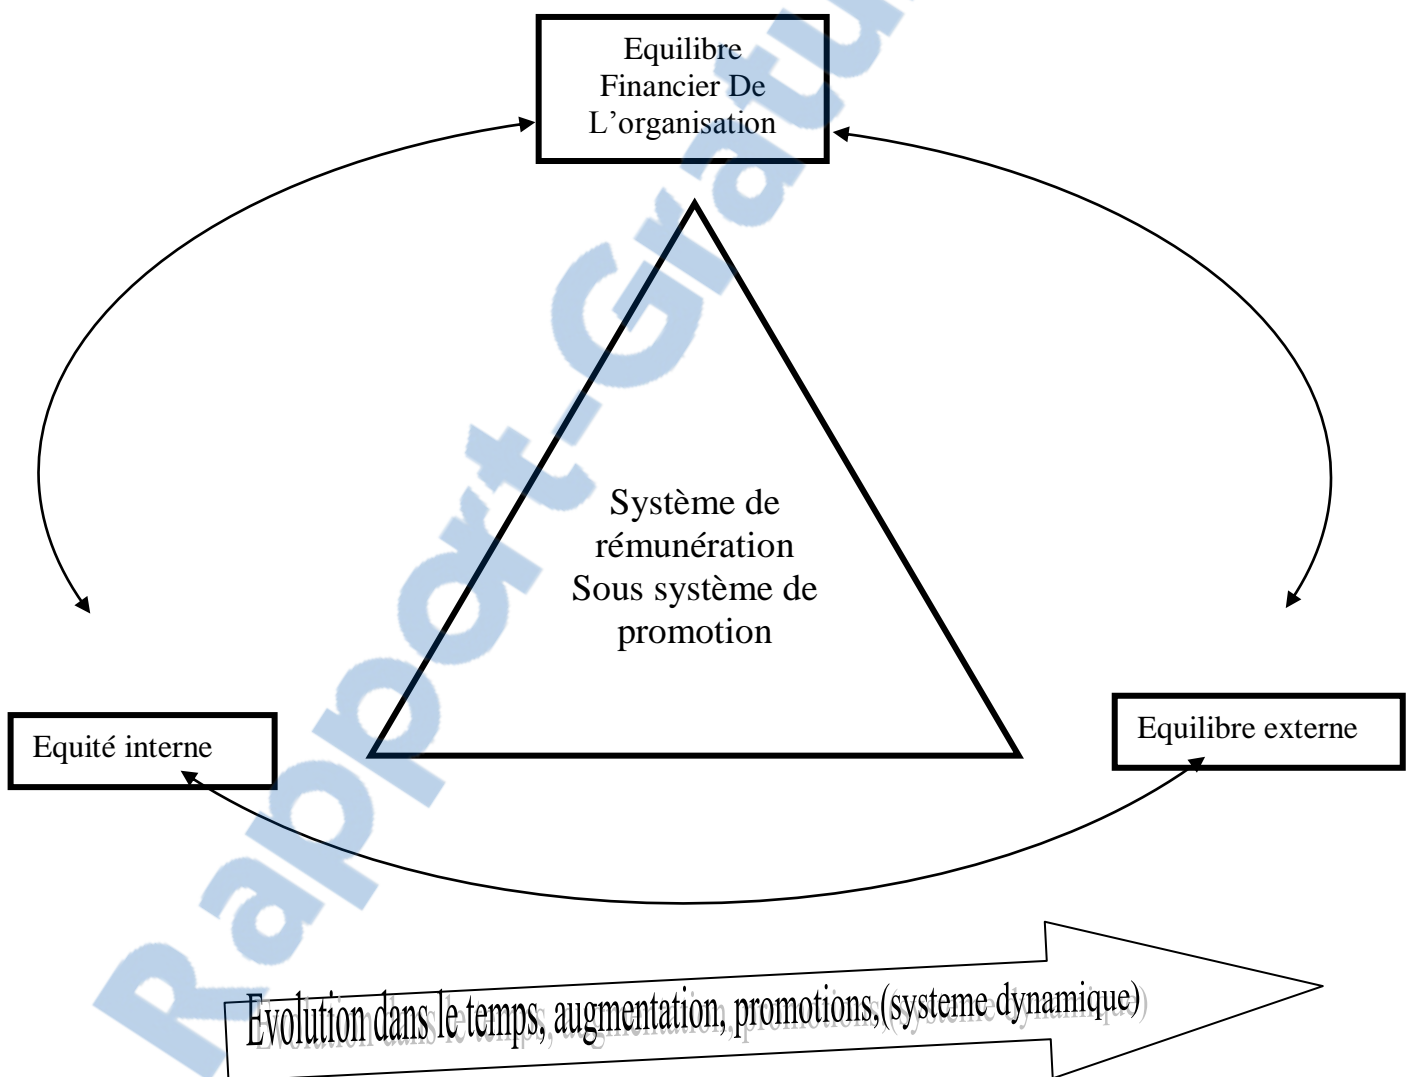 Equilibre
Financier De
L'organisation
Système de
rémunération
Sous système de
promotion
Equité interne
Equilibre externe
Evolution dans le temps, augmentation, promotions,(systeme dynamique)
Rapport-Gratu